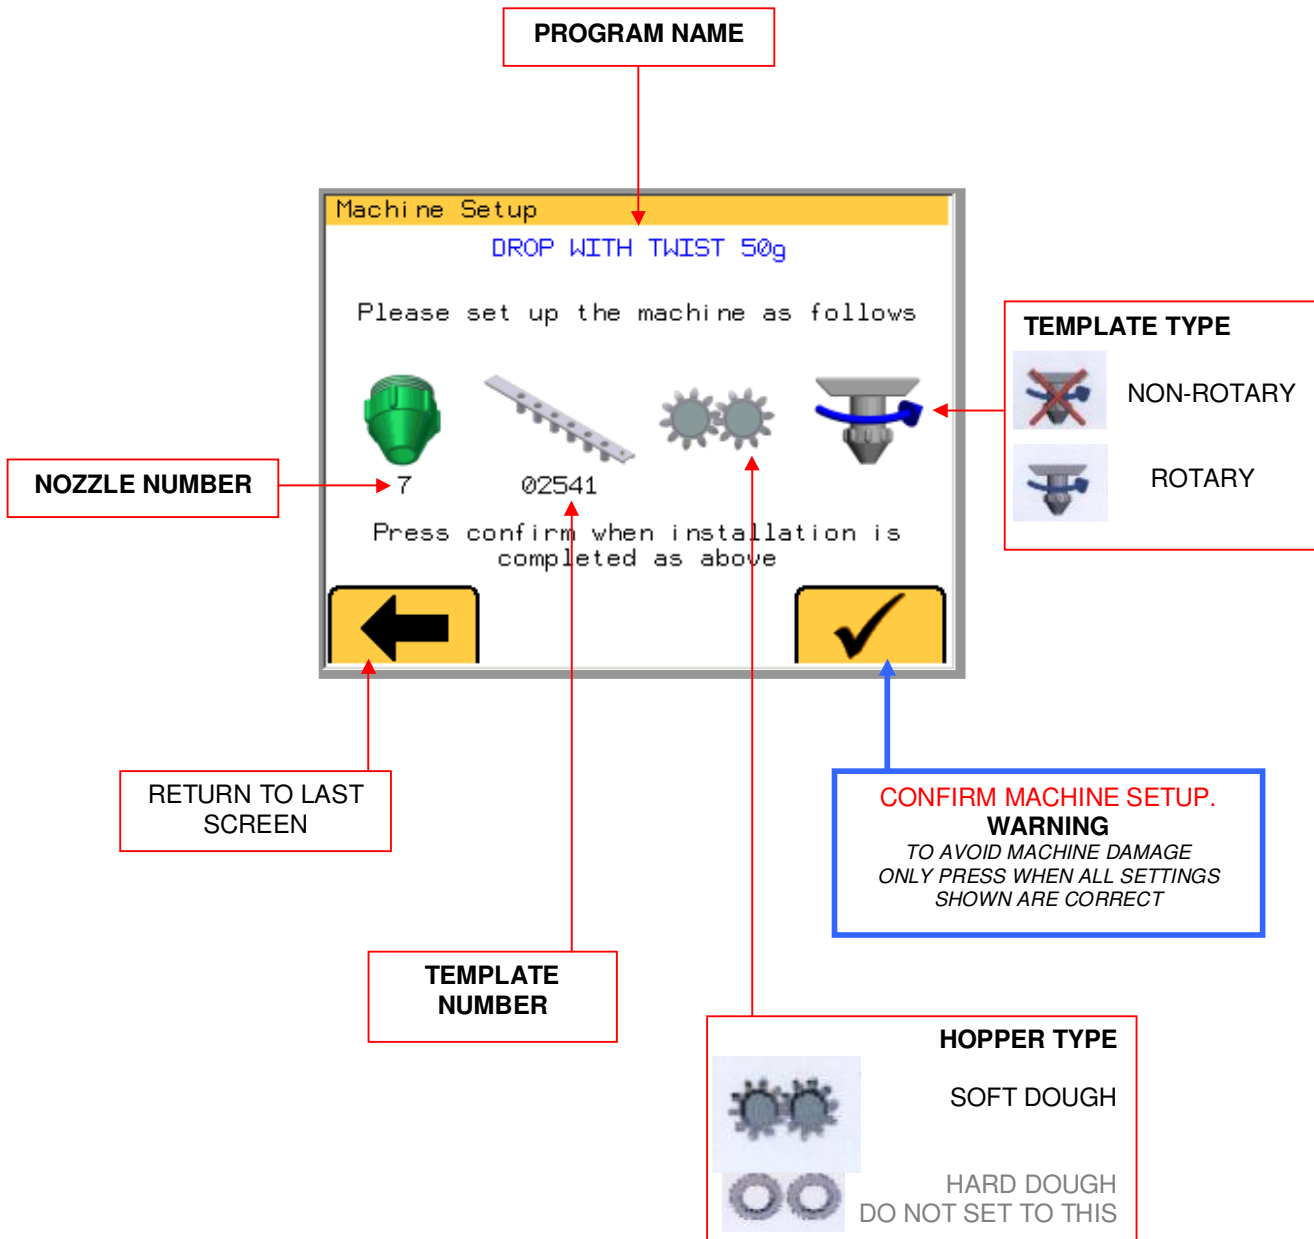 PROGRAM NAME
Machine Setup
DROP WITH TWIST 50g
Please set up the machine as follows
TEMPLATE TYPE
NON-ROTARY
ROTARY
NOZZLE NUMBER
7
02541
Press confirm when installation is
completed as above
RETURN TO LAST
SCREEN
CONFIRM MACHINE SETUP.
WARNING
TO AVOID MACHINE DAMAGE
ONLY PRESS WHEN ALL SETTINGS
SHOWN ARE CORRECT
TEMPLATE
NUMBER
HOPPER TYPE
SOFT DOUGH
HARD DOUGH
DO NOT SET TO THIS